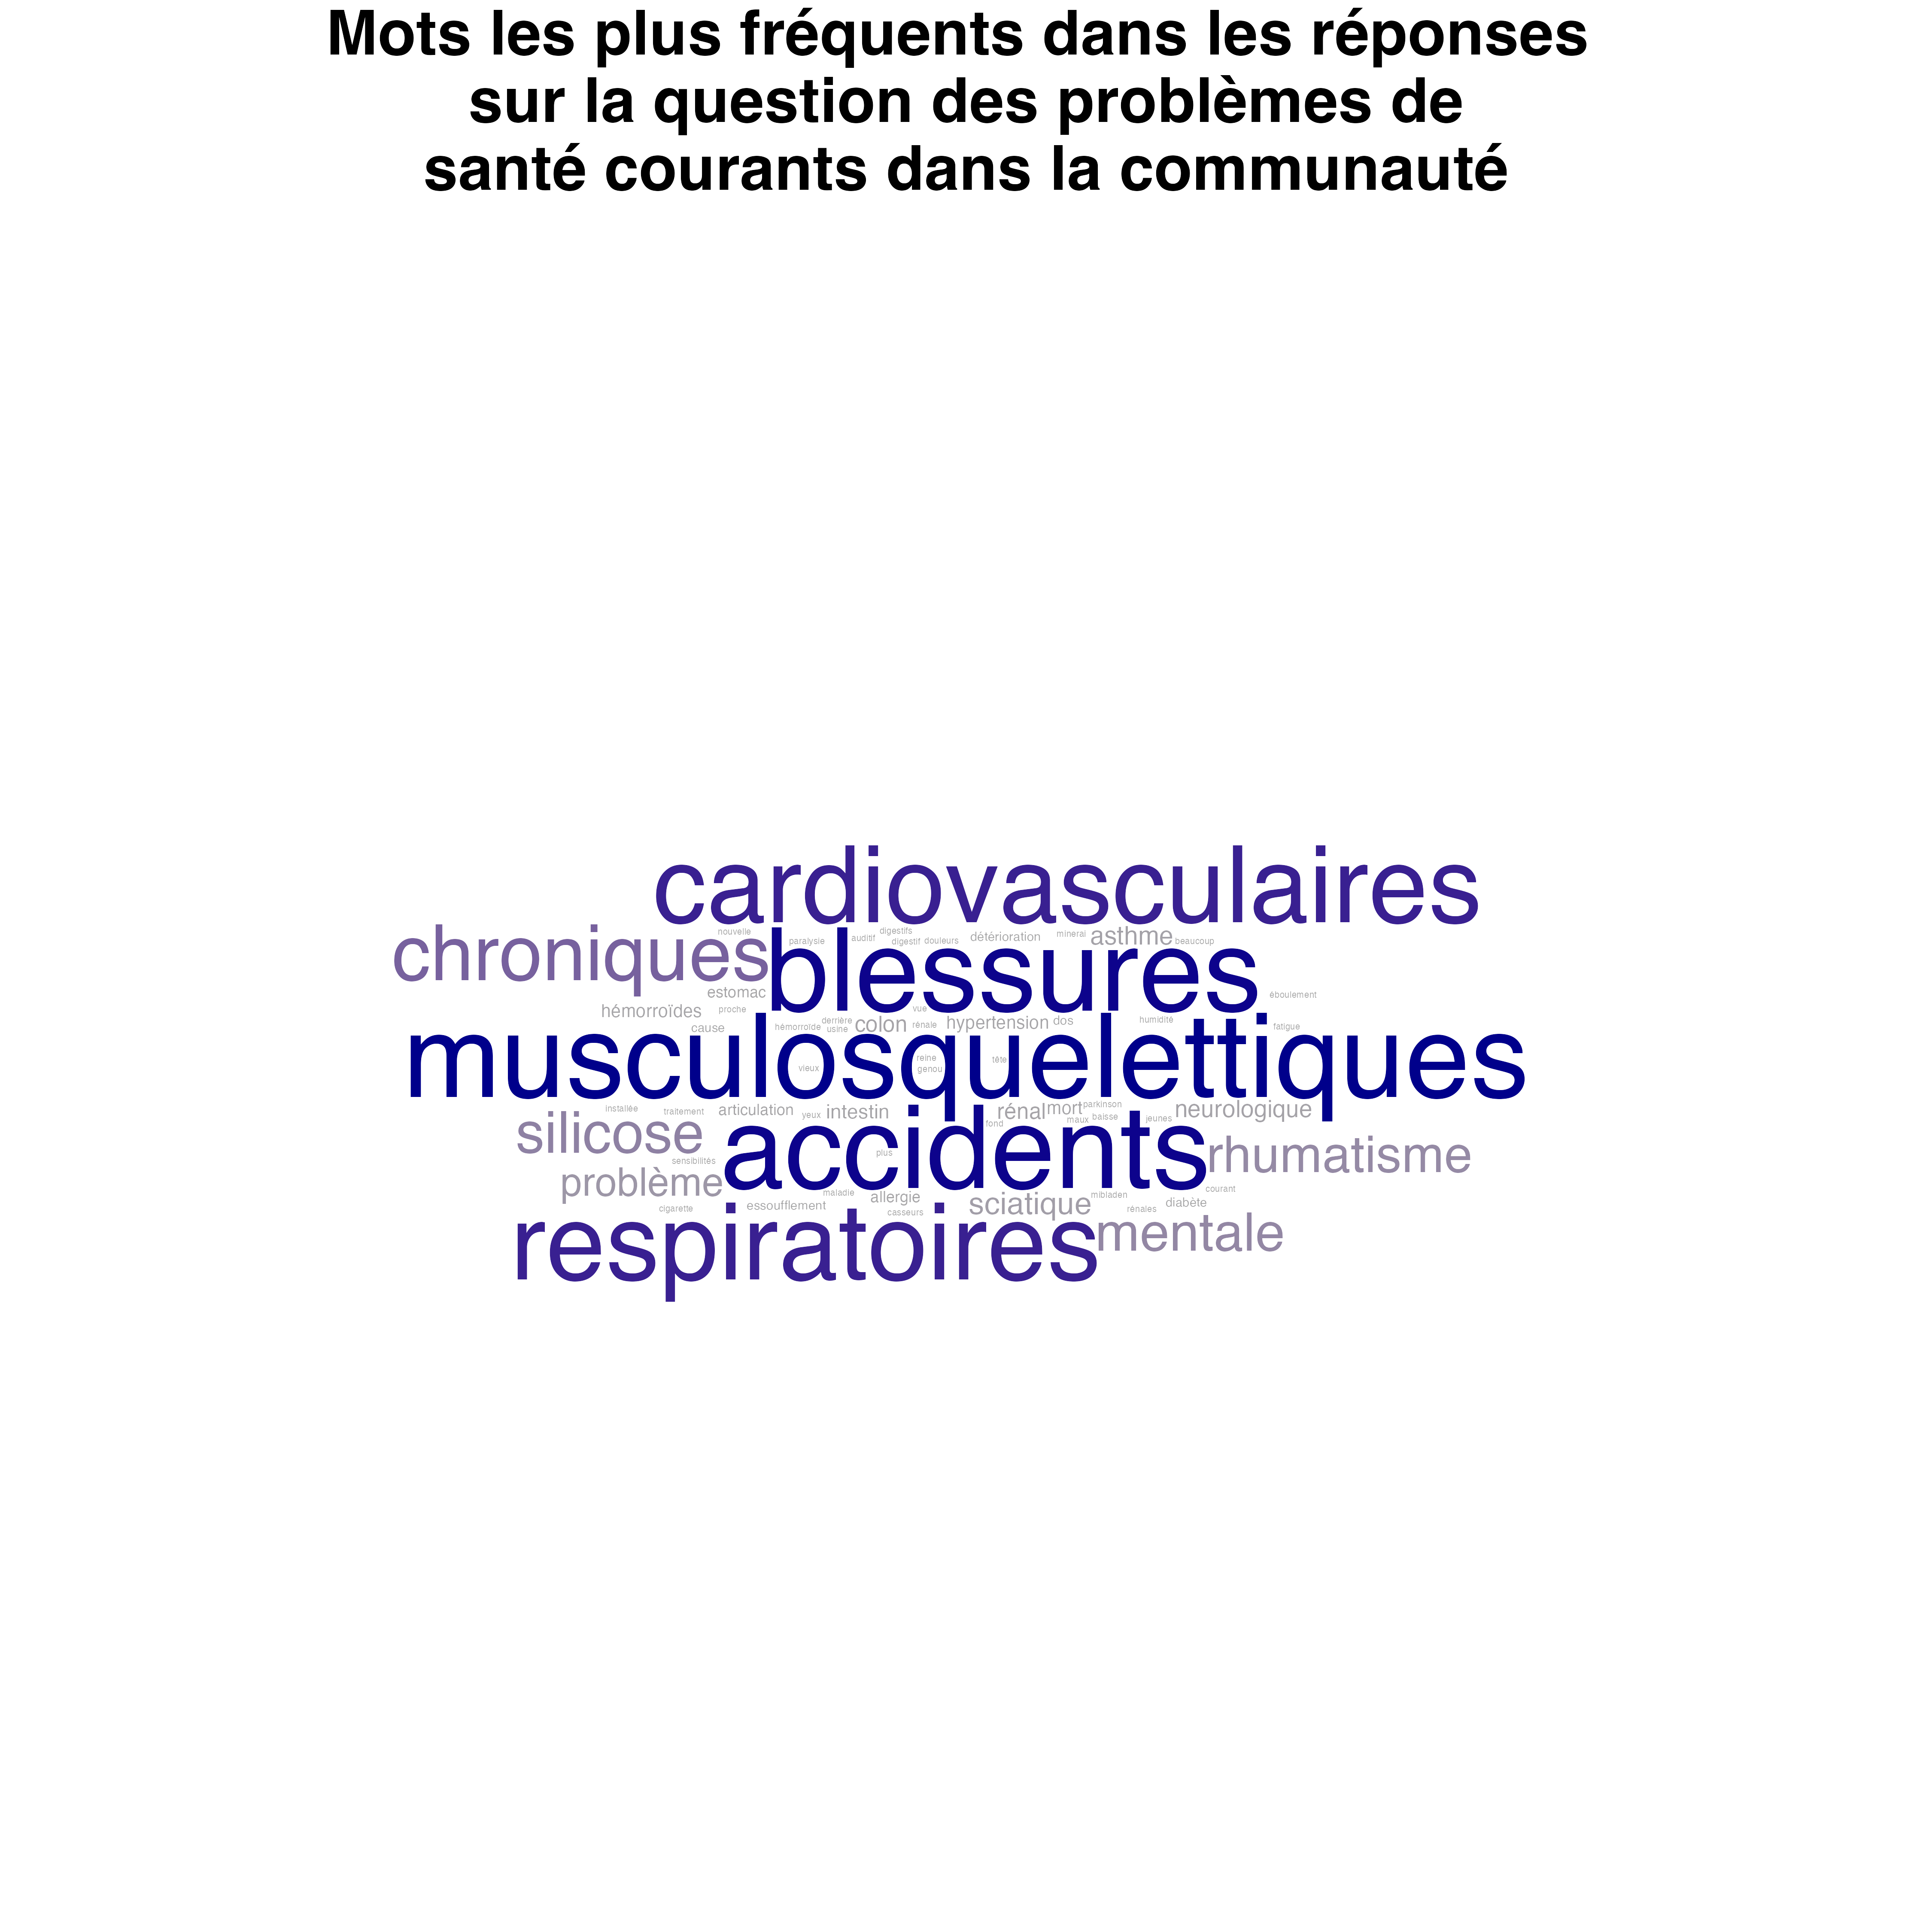 Mots les plus fréquents dans les réponses
sur la question des problèmes de
santé courants dans la communauté
cardiovasculaires
chroniques
nouvelle
blessures
paralysie
auditif
digestifs
digestif
douleurs
détérioration
minerai
asthme
beaucoup
estomac
éboulement
hémorroïdes
proche
vue
cause
hémorroïde
derrière
usine
colon
rénale
hypertension
dos
humidité
fatigue
musculosquelettiques
vieux
reine
genou
tête
installée
traitement
articulation
yeux
intestin
rénal
mort
parkinson
maux
baisse
jeunes
neurologique
fond
silicose
accidents
plus
rhumatisme
sensibilités
problème
maladie
allergie
sciatique
mibladen
courant
cigarette
essoufflement
casseurs
rénales
diabète
respiratoires
mentale